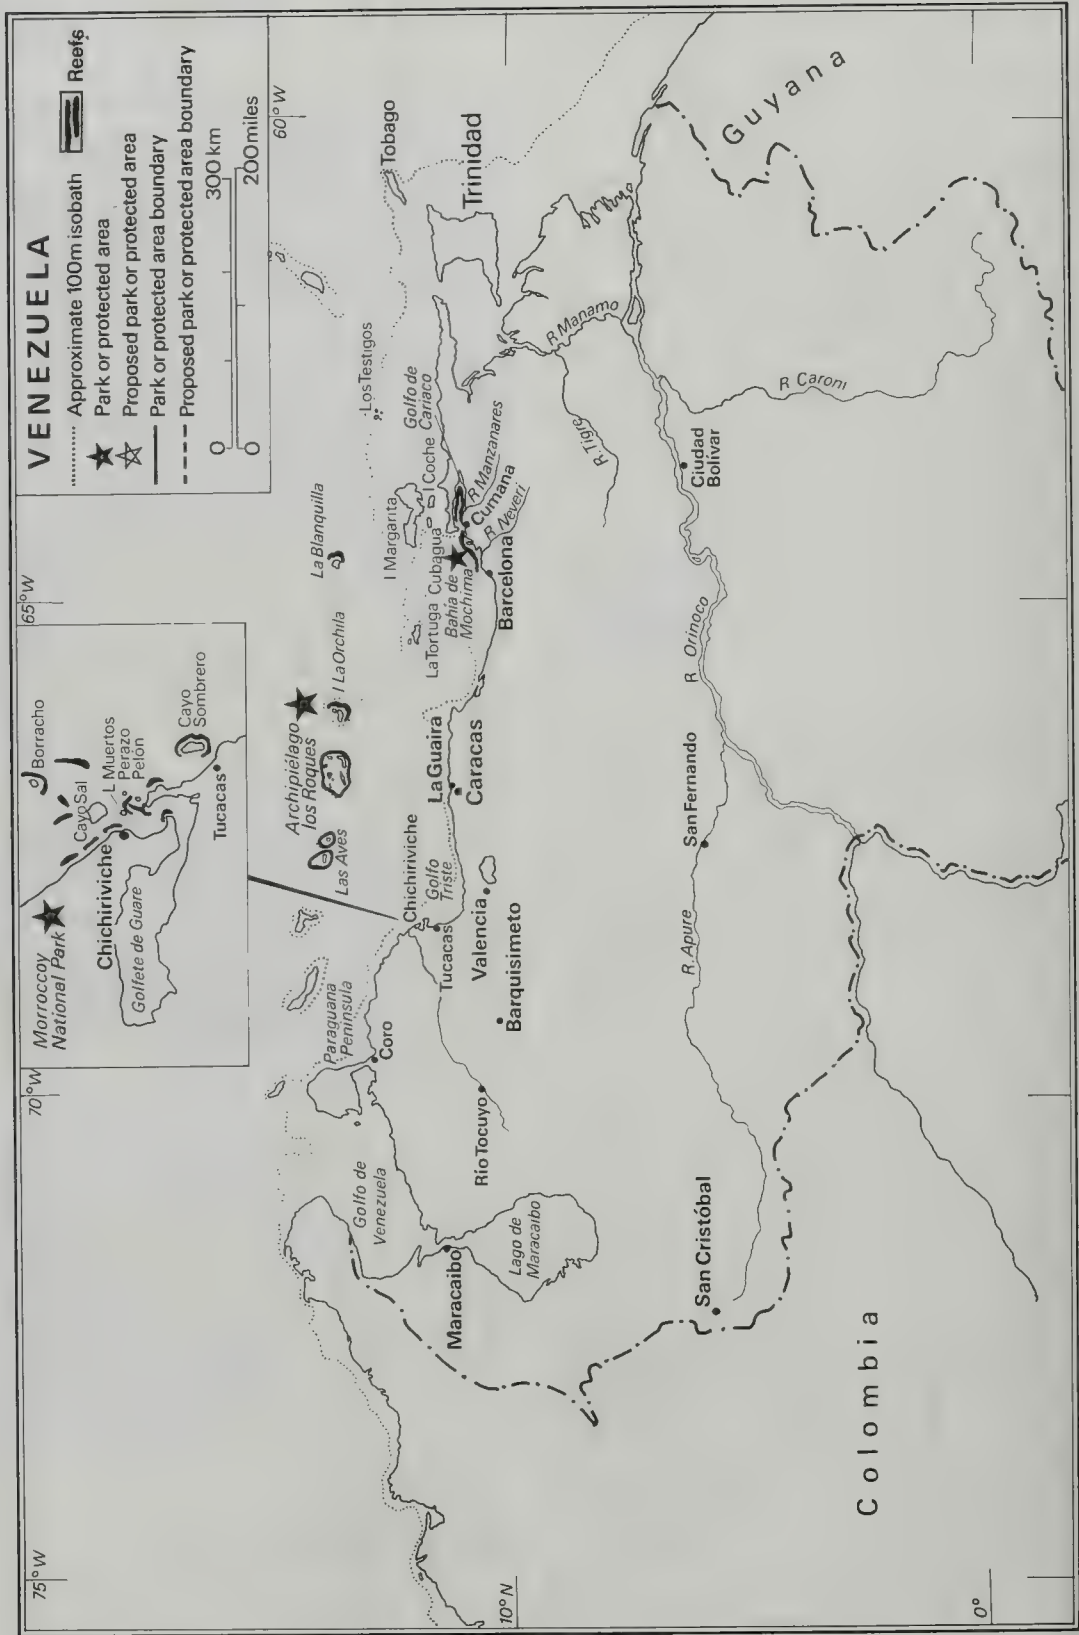 VENEZUELA
Approximate 100m isobath
Reefs
Park or protected area
Proposed park or protected area
Park or protected area boundary
Proposed park or protected area boundary
0 300 km
0 200 miles
75°W
70°W
65°W
60°W
Morroccoy
National Park
Borracho
Cayo Sal
L Muertos
Perazo
Pelón
Cayo
Sombrero
Chichiriviche
Golfete de Guare
Tucacas
Tobago
Trinidad
Los Testigos
La Blanquilla
I Margarita
Golfo de
Cariaco
I Coche
Cubagua
La Tortuga
Bahía de
Mochima
R Manzanares
Cumana
R Neveri
Barcelona
Archipiélago
los Roques
I La Orchila
Las Aves
La Guaira
Caracas
Chichiriviche
Golfo
Triste
Tucacas
Valencia
Barquisimeto
Paraguana
Peninsula
Coro
Río Tocuyo
Golfo de
Venezuela
Maracaibo
Lago de
Maracaibo
R. Manamo
R. Tigre
R Caroni
Ciudad
Bolivar
R Orinoco
San Fernando
R. Apure
San Cristóbal
Guyana
Colombia
10°N
0°